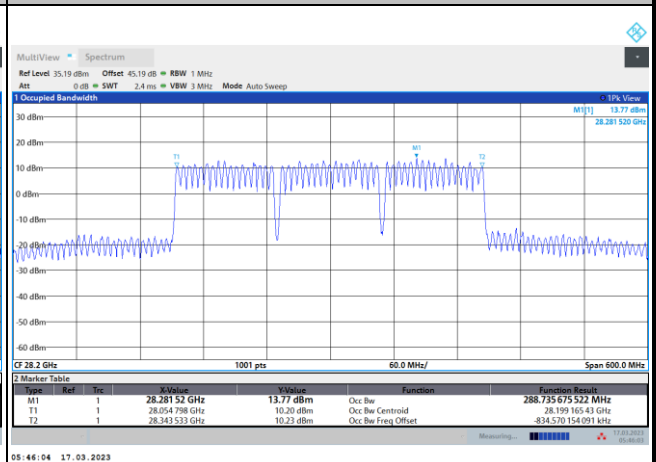 MultiView Spectrum
Ref Level 35.19 dBm Offset 45.19 dB RBW 1 MHz
Att 0 dB SWT 2.4 ms VBW 3 MHz Mode Auto Sweep
1 Occupied Bandwidth 1Pk View
M1[1] 13.77 dBm
28.281 520 GHz
30 dBm
20 dBm
M1
T1 T2
10 dBm
0 dBm
-10 dBm
-20 dBm
-30 dBm
-40 dBm
-50 dBm
-60 dBm
CF 28.2 GHz 1001 pts 60.0 MHz/ Span 600.0 MHz
2 Marker Table
Type Ref Trc X-Value Y-Value Function Function Result
M1 1 28.281 52 GHz 13.77 dBm Occ Bw 288.735 675 522 MHz
T1 1 28.054 798 GHz 10.20 dBm Occ Bw Centroid 28.199 165 43 GHz
T2 1 28.343 533 GHz 10.23 dBm Occ Bw Freq Offset -834.570 154 091 kHz
Measuring... 17.03.2023
05:46:03
05:46:04 17.03.2023